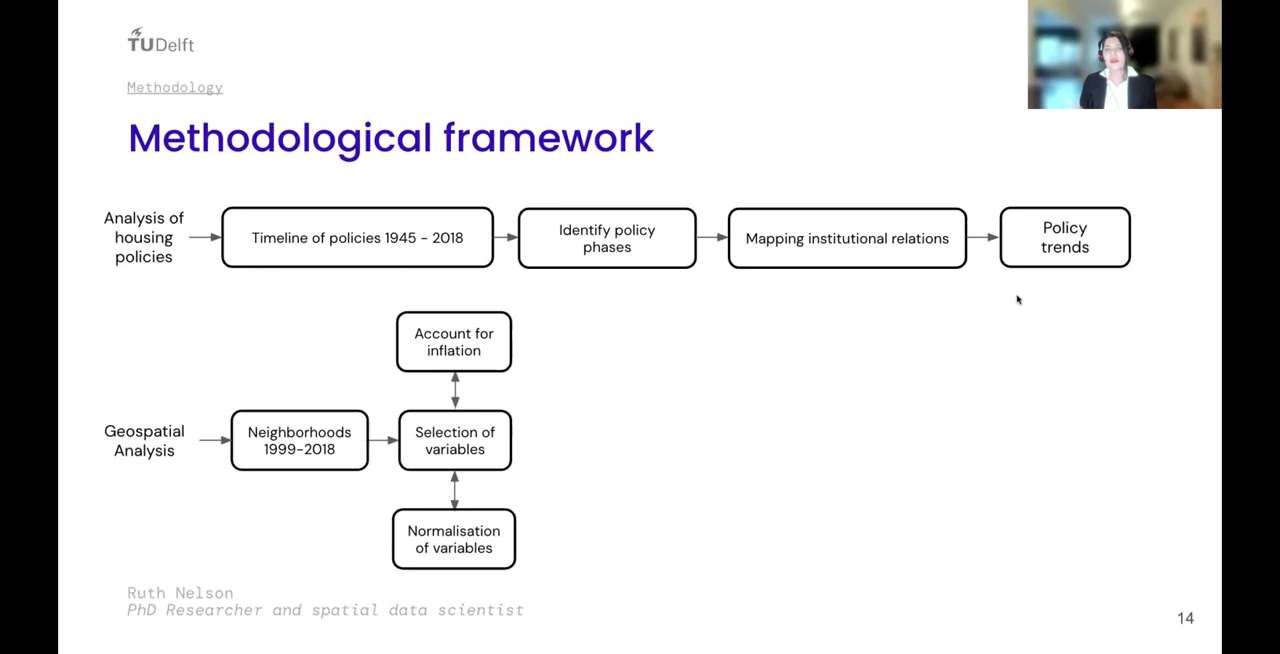 TUDelft
Methodology
Methodological framework
Analysis of
housing
policies
Timeline of policies 1945 - 2018
Identify policy
phases
Mapping institutional relations
Policy
trends
Account for
inflation
Geospatial
Analysis
Neighborhoods
1999-2018
Selection of
variables
Normalisation
of variables
Ruth Nelson
PhD Researcher and spatial data scientist
14